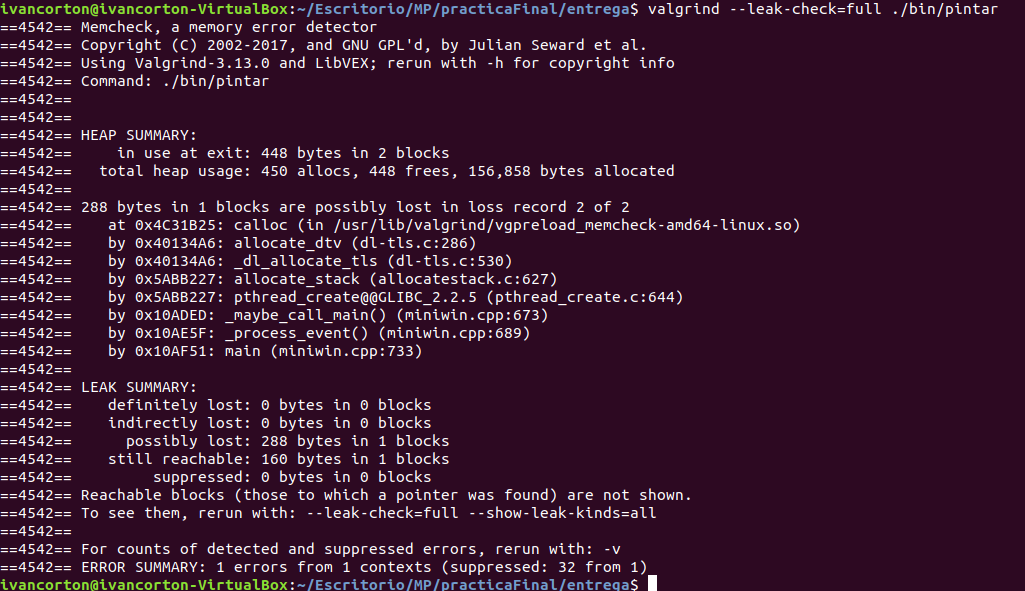 ivancorton@ivancorton-VirtualBox:~/Escritorio/MP/practicaFinal/entrega$ valgrind --leak-check=full ./bin/pintar
==4542== Memcheck, a memory error detector
==4542== Copyright (C) 2002-2017, and GNU GPL'd, by Julian Seward et al.
==4542== Using Valgrind-3.13.0 and LibVEX; rerun with -h for copyright info
==4542== Command: ./bin/pintar
==4542==
==4542==
==4542== HEAP SUMMARY:
==4542==     in use at exit: 448 bytes in 2 blocks
==4542==   total heap usage: 450 allocs, 448 frees, 156,858 bytes allocated
==4542==
==4542== 288 bytes in 1 blocks are possibly lost in loss record 2 of 2
==4542==    at 0x4C31B25: calloc (in /usr/lib/valgrind/vgpreload_memcheck-amd64-linux.so)
==4542==    by 0x40134A6: allocate_dtv (dl-tls.c:286)
==4542==    by 0x40134A6: _dl_allocate_tls (dl-tls.c:530)
==4542==    by 0x5ABB227: allocate_stack (allocatestack.c:627)
==4542==    by 0x5ABB227: pthread_create@@GLIBC_2.2.5 (pthread_create.c:644)
==4542==    by 0x10ADED: _maybe_call_main() (miniwin.cpp:673)
==4542==    by 0x10AE5F: _process_event() (miniwin.cpp:689)
==4542==    by 0x10AF51: main (miniwin.cpp:733)
==4542==
==4542== LEAK SUMMARY:
==4542==    definitely lost: 0 bytes in 0 blocks
==4542==    indirectly lost: 0 bytes in 0 blocks
==4542==      possibly lost: 288 bytes in 1 blocks
==4542==    still reachable: 160 bytes in 1 blocks
==4542==         suppressed: 0 bytes in 0 blocks
==4542== Reachable blocks (those to which a pointer was found) are not shown.
==4542== To see them, rerun with: --leak-check=full --show-leak-kinds=all
==4542==
==4542== For counts of detected and suppressed errors, rerun with: -v
==4542== ERROR SUMMARY: 1 errors from 1 contexts (suppressed: 32 from 1)
ivancorton@ivancorton-VirtualBox:~/Escritorio/MP/practicaFinal/entrega$